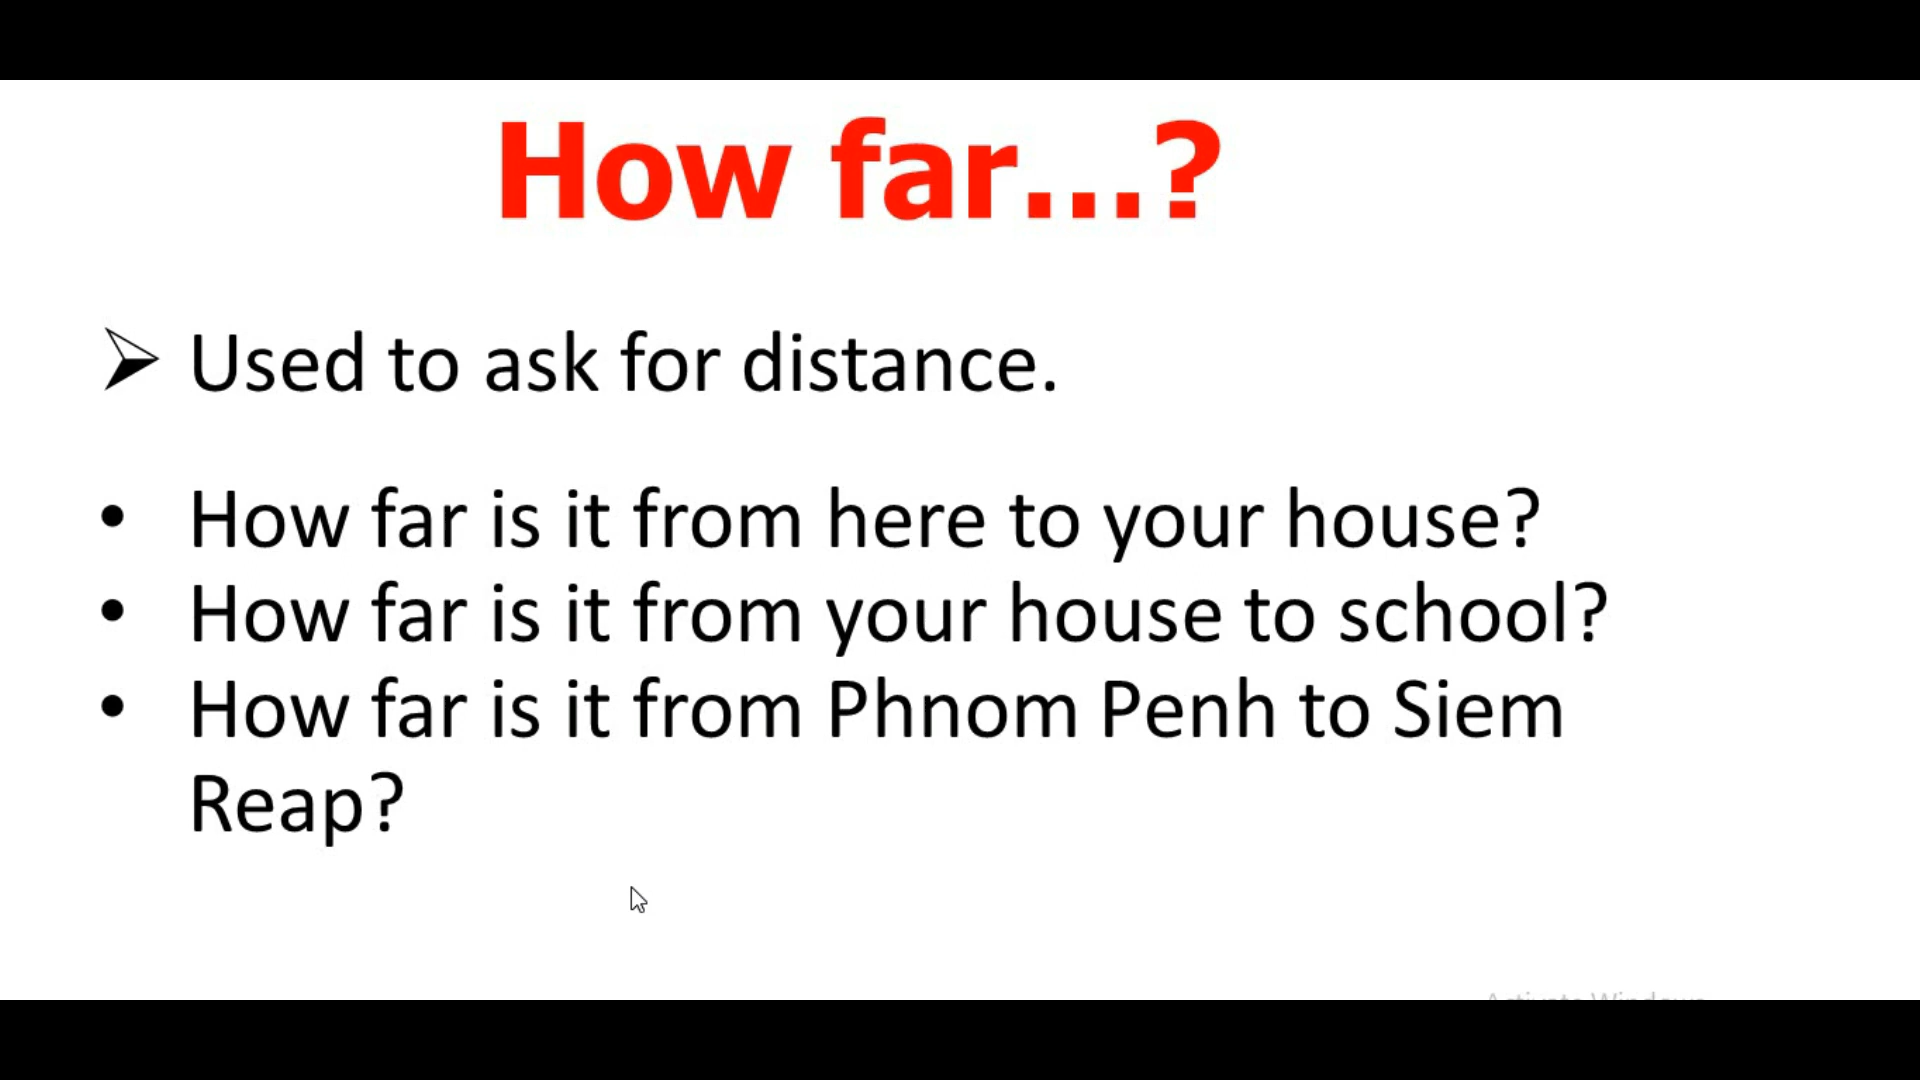 How far...?
➢ Used to ask for distance.
• How far is it from here to your house?
• How far is it from your house to school?
• How far is it from Phnom Penh to Siem
Reap?